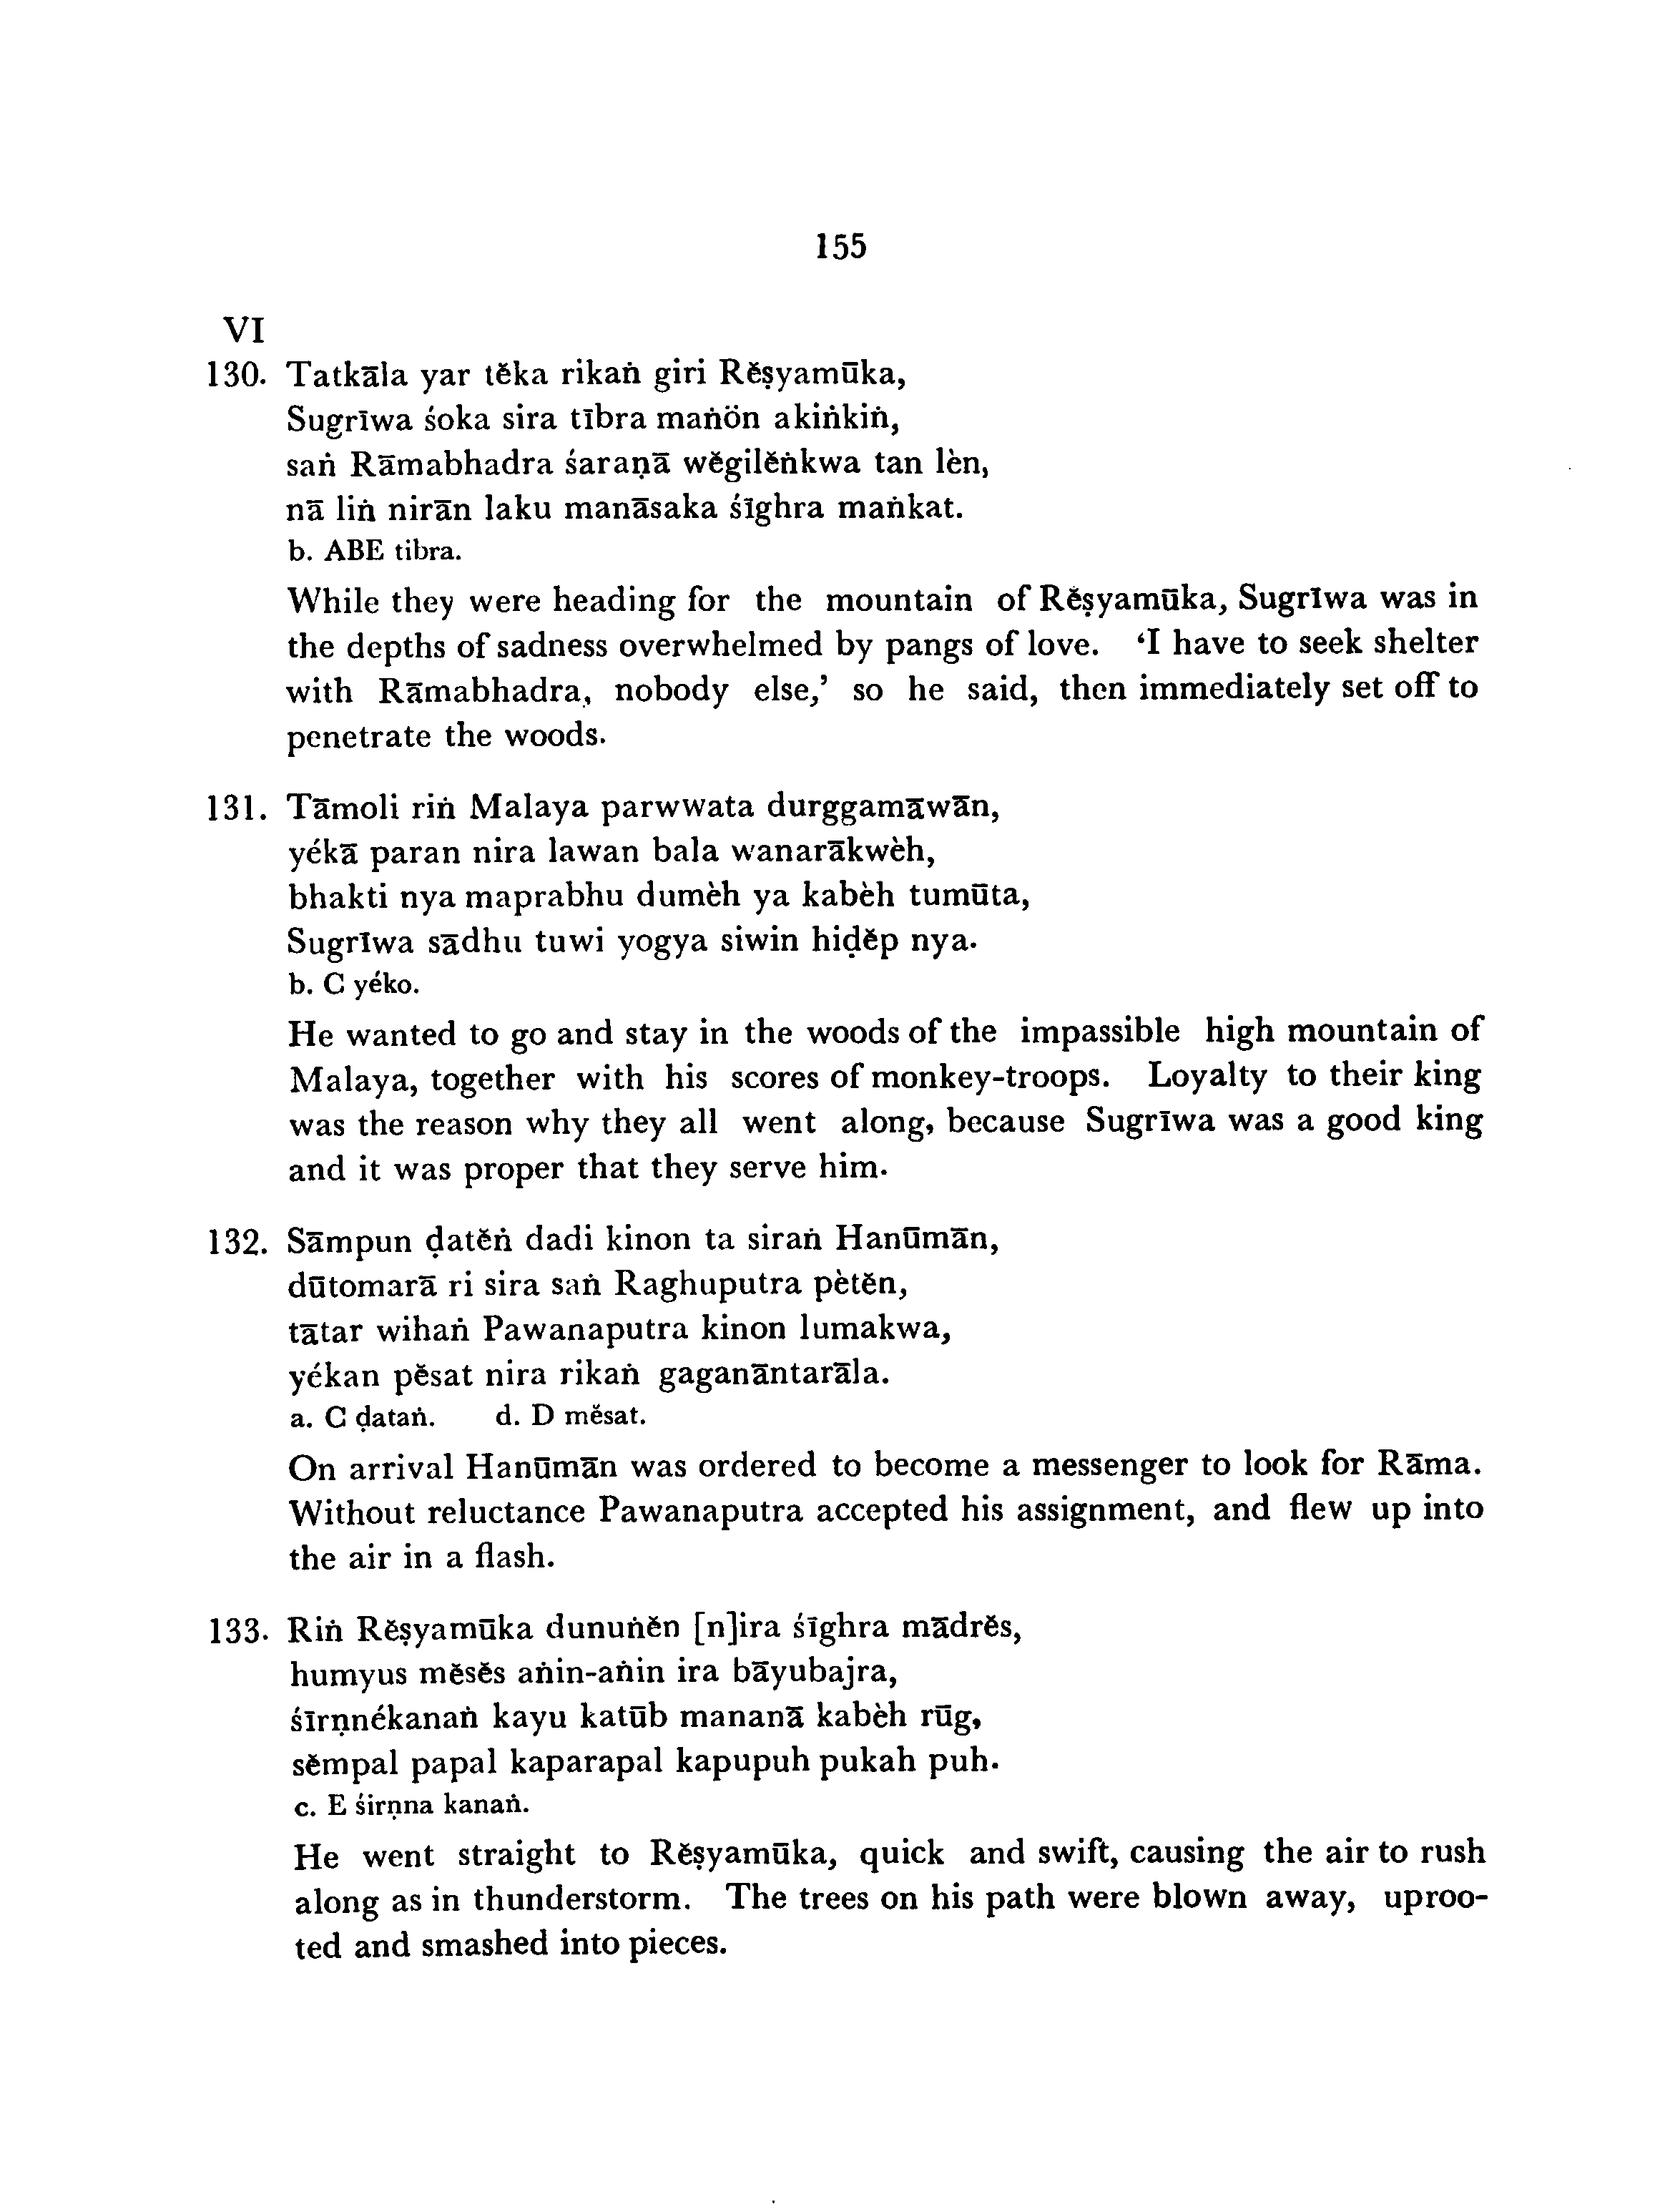 155
VI
130. Tatkāla yar tĕka rikaṅ giri Rĕṣyamūka,
Sugrīwa śoka sira tībra maṅön akiṅkiṅ,
saṅ Rāmabhadra śaraṇā wĕgilĕṅkwa tan lèn,
nā liṅ nirān laku manāsaka śīghra maṅkat.
b. ABE tibra.
While they were heading for the mountain of Rĕṣyamūka, Sugrīwa was in
the depths of sadness overwhelmed by pangs of love. ‘I have to seek shelter
with Rāmabhadra, nobody else,’ so he said, then immediately set off to
penetrate the woods.
131. Tāmoli riṅ Malaya parwwata durggamāwān,
yékā paran nira lawan bala wanarākwèh,
bhakti nya maprabhu dumèh ya kabèh tumūta,
Sugrīwa sādhu tuwi yogya siwin hiḍĕp nya.
b. C yéko.
He wanted to go and stay in the woods of the impassible high mountain of
Malaya, together with his scores of monkey-troops. Loyalty to their king
was the reason why they all went along, because Sugrīwa was a good king
and it was proper that they serve him.
132. Sāmpun ḍatĕṅ dadi kinon ta siraṅ Hanūmān,
dūtomarā ri sira saṅ Raghuputra pètĕn,
tātar wihaṅ Pawanaputra kinon lumakwa,
yékan pĕsat nira rikaṅ gaganāntarāla.
a. C ḍataṅ. d. D mĕsat.
On arrival Hanūmān was ordered to become a messenger to look for Rāma.
Without reluctance Pawanaputra accepted his assignment, and flew up into
the air in a flash.
133. Riṅ Rĕṣyamūka dunuṅĕn [n]ira śīghra mādrĕs,
humyus mĕsĕs aṅin-aṅin ira bāyubajra,
śīrṇnékanaṅ kayu katūb mananā kabèh rūg,
sĕmpal papal kaparapal kapupuh pukah puh.
c. E śirṇna kanaṅ.
He went straight to Rĕṣyamūka, quick and swift, causing the air to rush
along as in thunderstorm. The trees on his path were blown away, uproo-
ted and smashed into pieces.